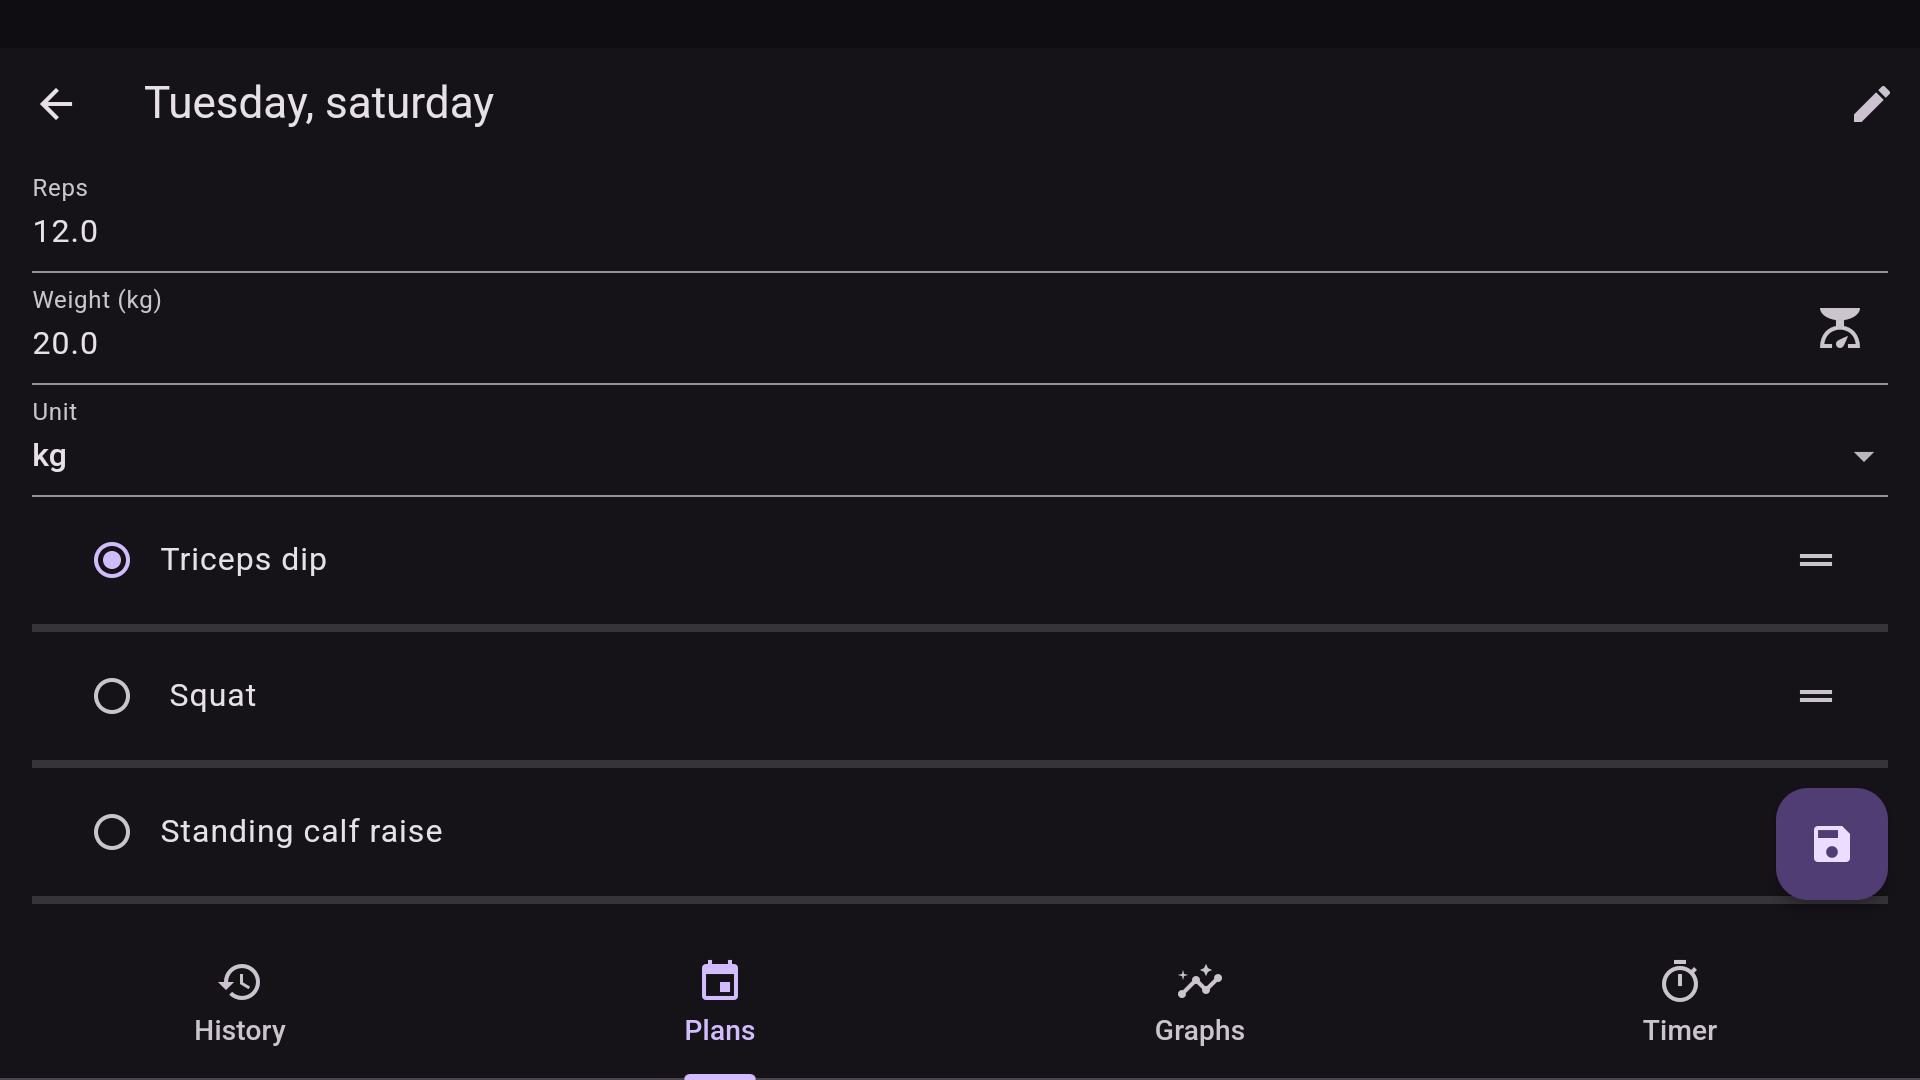 Tuesday, saturday
Reps
12.0
Weight (kg)
20.0
Unit
kg
Triceps dip
Squat
Standing calf raise
History
Plans
Graphs
Timer